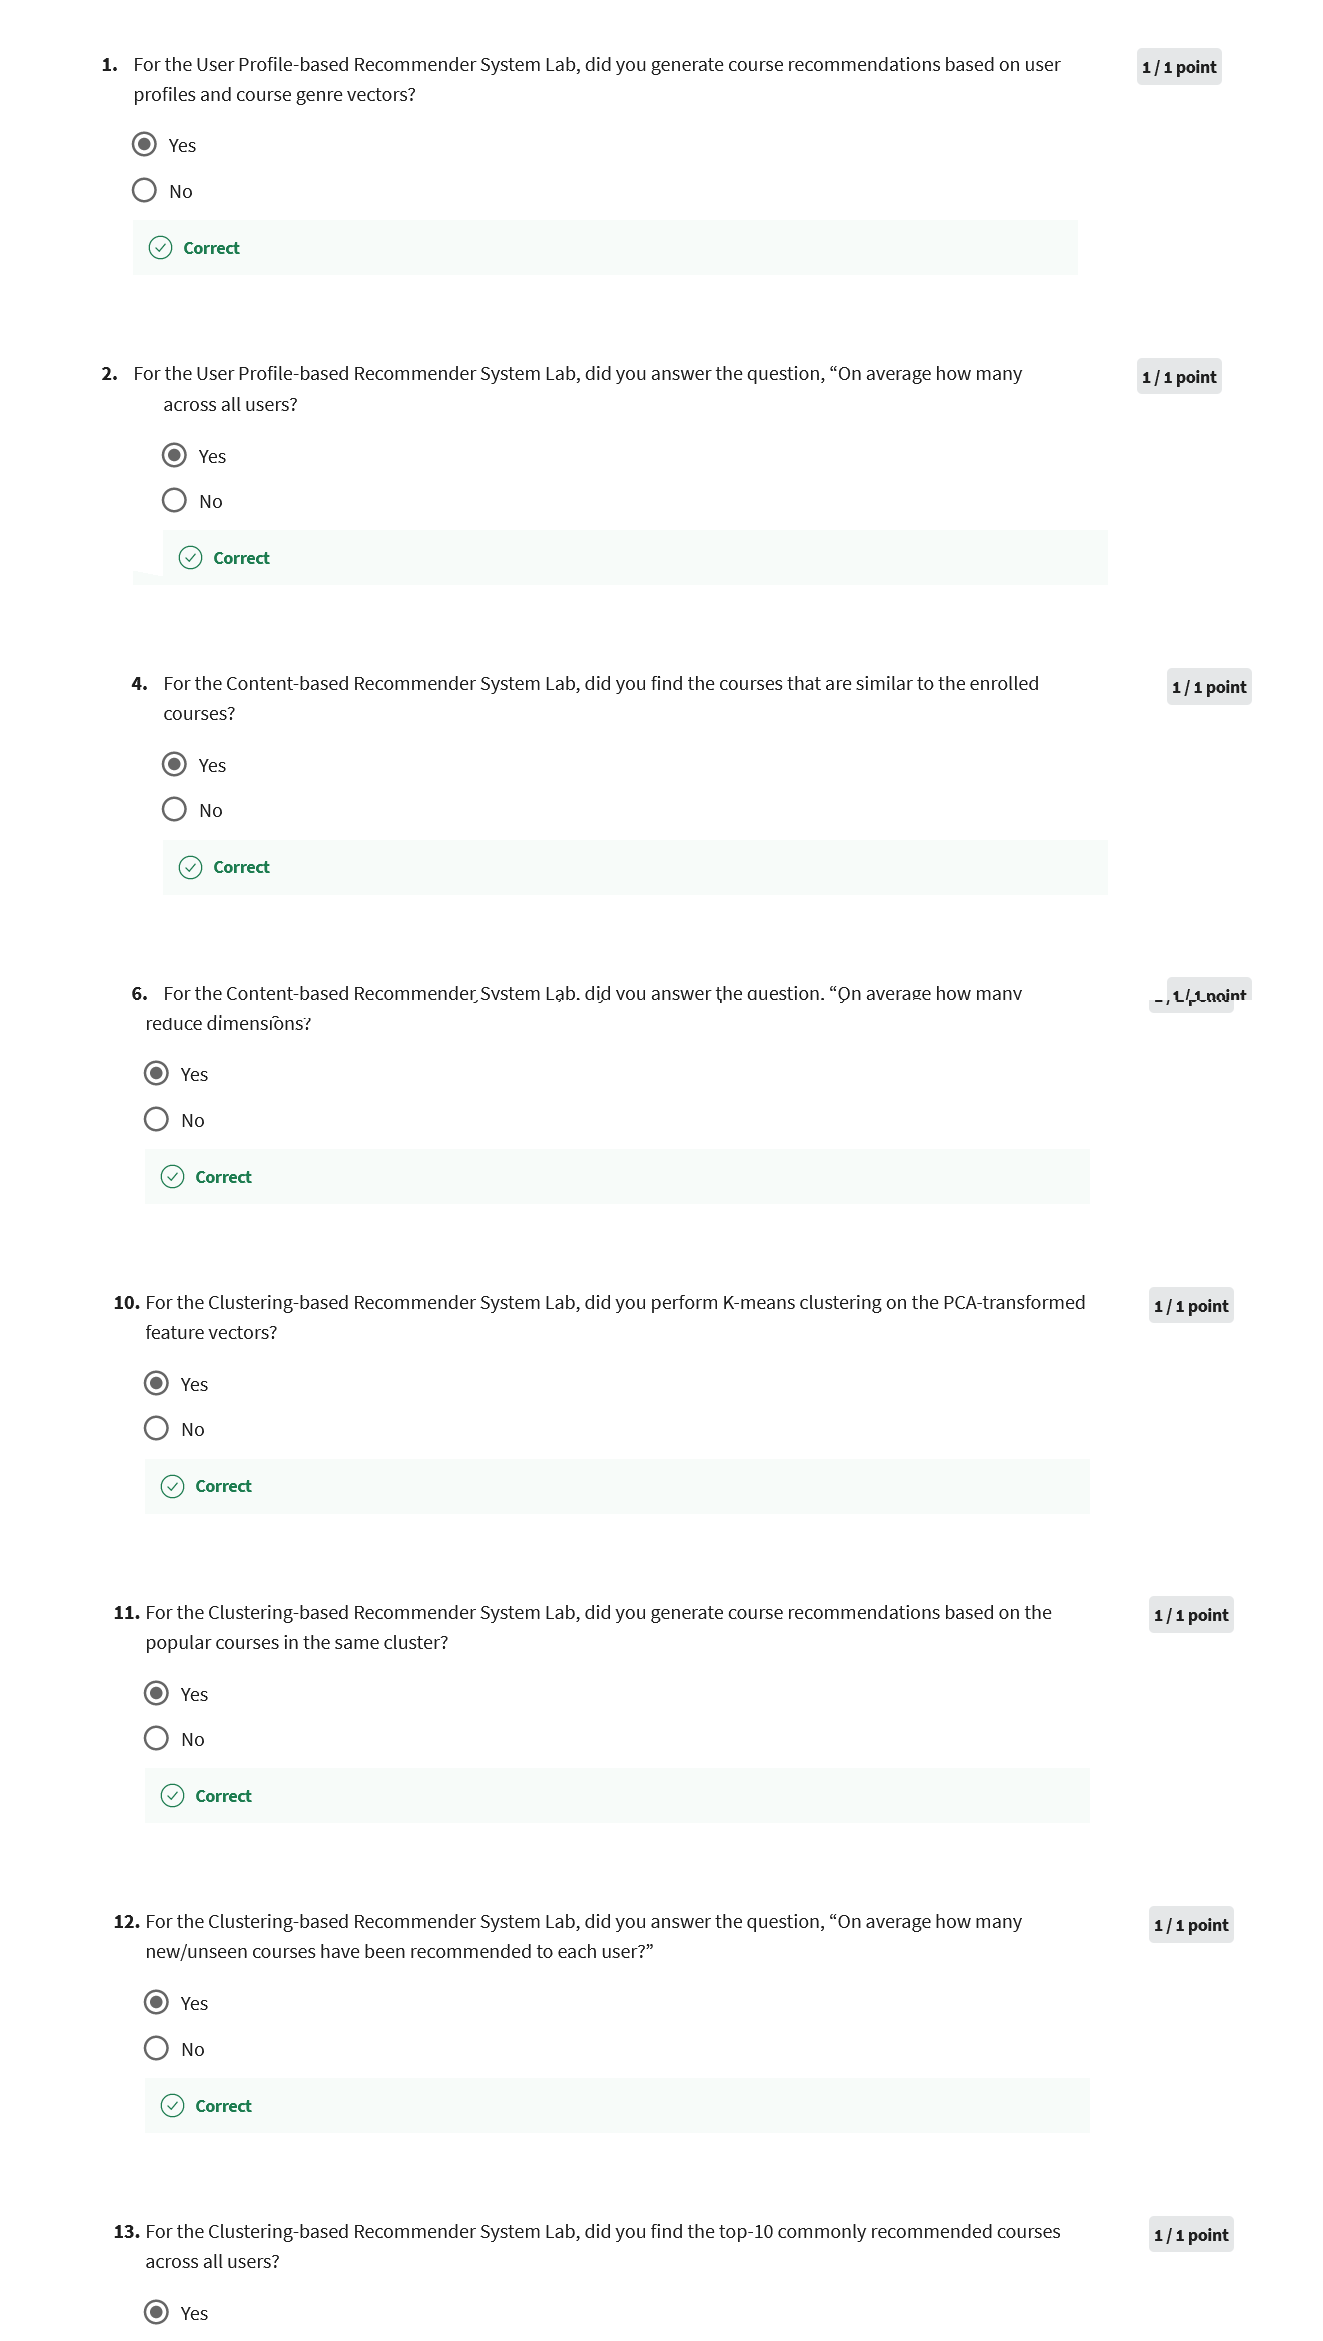 1. For the User Profile-based Recommender System Lab, did you generate course recommendations based on user 1 / 1 point
profiles and course genre vectors?
Yes
No
Correct
2. For the User Profile-based Recommender System Lab, did you answer the question, “On average how many 1 / 1 point
across all users?
Yes
No
Correct
4. For the Content-based Recommender System Lab, did you find the courses that are similar to the enrolled 1 / 1 point
courses?
Yes
No
Correct
6. For the Content-based Recommender System Lab, did you answer the question, “On average how many 1 / 1 point
reduce dimensions?
Yes
No
Correct
10. For the Clustering-based Recommender System Lab, did you perform K-means clustering on the PCA-transformed 1 / 1 point
feature vectors?
Yes
No
Correct
11. For the Clustering-based Recommender System Lab, did you generate course recommendations based on the 1 / 1 point
popular courses in the same cluster?
Yes
No
Correct
12. For the Clustering-based Recommender System Lab, did you answer the question, “On average how many 1 / 1 point
new/unseen courses have been recommended to each user?”
Yes
No
Correct
13. For the Clustering-based Recommender System Lab, did you find the top-10 commonly recommended courses 1 / 1 point
across all users?
Yes